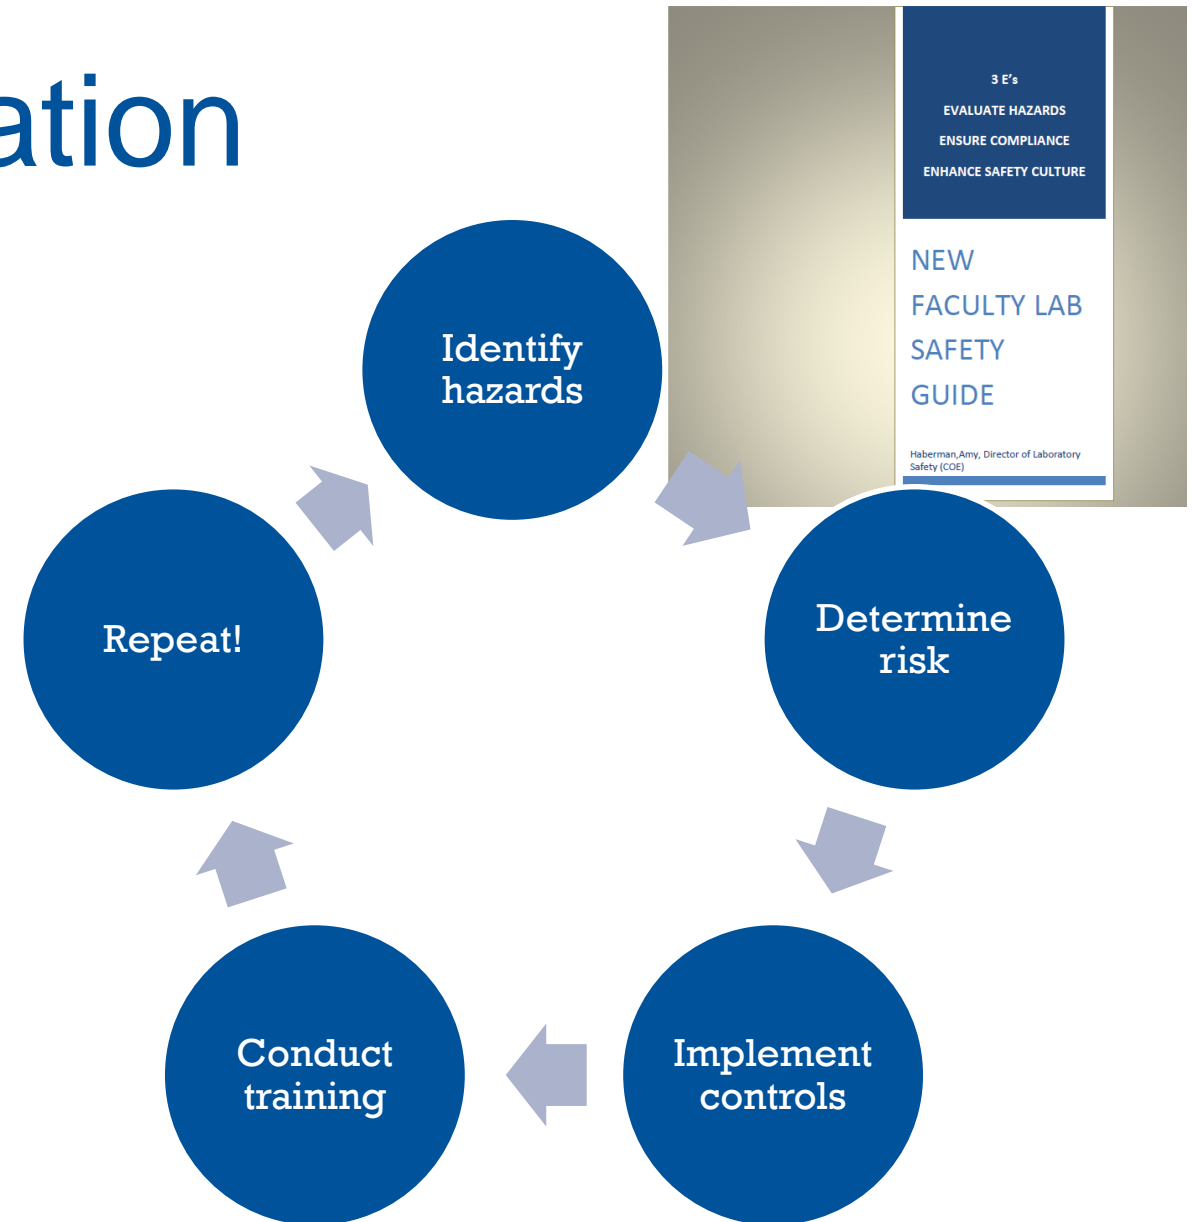 ation
3 E's
EVALUATE HAZARDS
ENSURE COMPLIANCE
ENHANCE SAFETY CULTURE
NEW
FACULTY LAB
SAFETY
GUIDE
Haberman,Amy, Director of Laboratory
Safety (COE)
Identify
hazards
Determine
risk
Implement
controls
Conduct
training
Repeat!